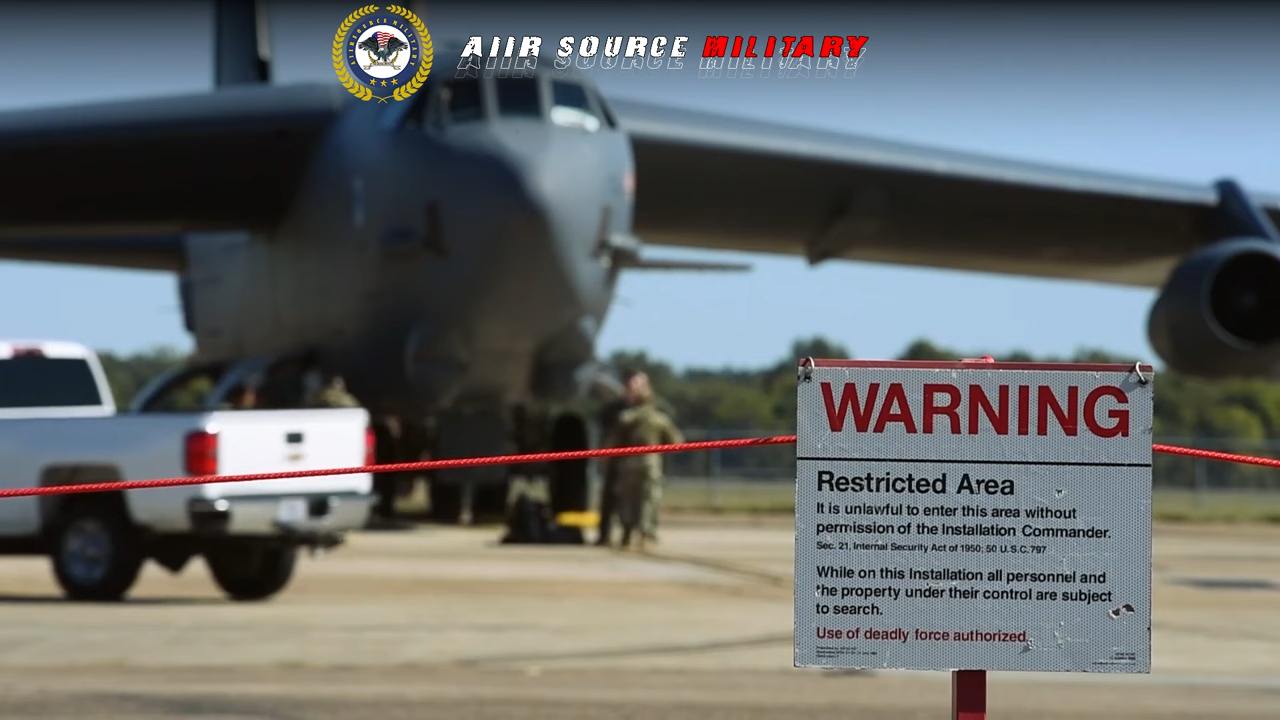 AIIR SOURCE MILITARY
WARNING
Restricted Area
It is unlawful to enter this area without
permission of the Installation Commander.
Sec. 21, Internal Security Act of 1950; 50 U.S.C. 797
While on this Installation all personnel and
the property under their control are subject
to search.
Use of deadly force authorized.